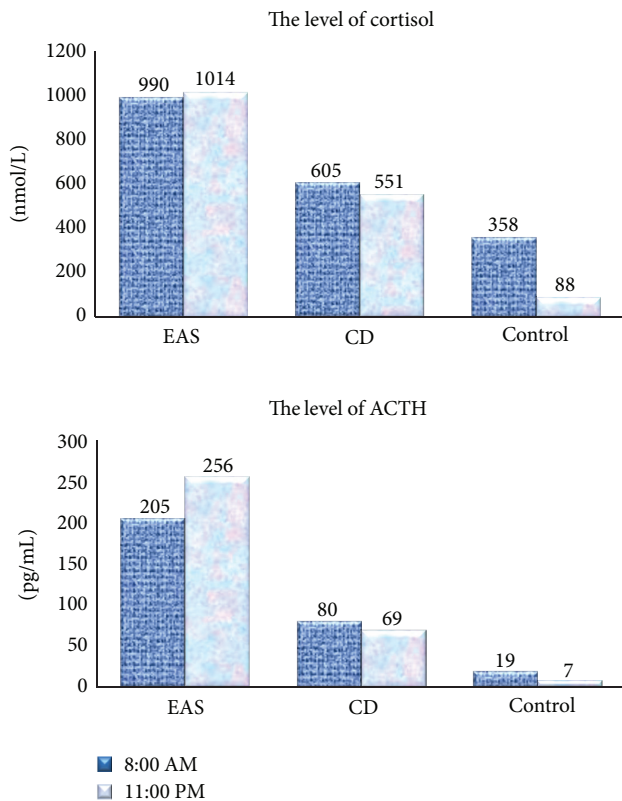 The level of cortisol
1200
1000
800
600
400
200
0
(nmol/L)
990
1014
605
551
358
88
EAS
CD
Control
The level of ACTH
300
250
200
150
100
50
0
(pg/mL)
205
256
80
69
19
7
EAS
CD
Control
8:00 AM
11:00 PM